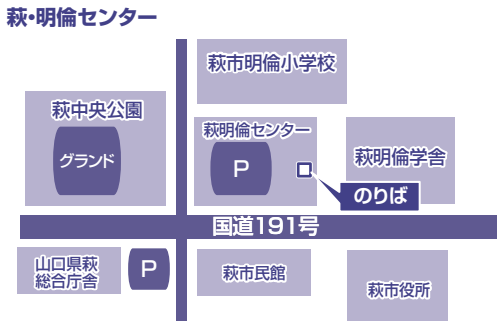 萩・明倫センター
萩市明倫小学校
萩中央公園
グランド
萩明倫センター
P
萩明倫学舎
のりば
国道191号
山口県萩
総合庁舎
P
萩市民館
萩市役所